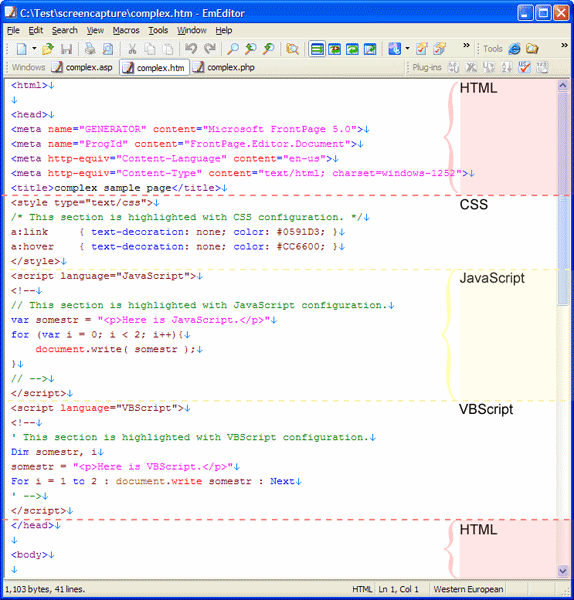 C:\Test\screencapture\complex.htm - EmEditor
File Edit Search View Macros Tools Window Help
Tools
Windows complex.asp complex.htm complex.php Plug-ins
<html>↓
HTML
↓
<head>↓
<meta name="GENERATOR" content="Microsoft FrontPage 5.0">↓
<meta name="ProgId" content="FrontPage.Editor.Document">↓
<meta http-equiv="Content-Language" content="en-us">↓
<meta http-equiv="Content-Type" content="text/html; charset=windows-1252">↓
<title>complex sample page</title>↓
<style type="text/css">↓
CSS
/* This section is highlighted with CSS configuration. */↓
a:link    { text-decoration: none; color: #0591D3; }↓
a:hover   { text-decoration: none; color: #CC6600; }↓
</style>↓
<script language="JavaScript">↓
JavaScript
<!--↓
// This section is highlighted with JavaScript configuration.↓
var somestr = "<p>Here is JavaScript.</p>"↓
for (var i = 0; i < 2; i++){↓
    document.write( somestr );↓
}↓
// -->↓
</script>↓
<script language="VBScript">↓
VBScript
<!--↓
' This section is highlighted with VBScript configuration.↓
Dim somestr, i↓
somestr = "<p>Here is VBScript.</p>"↓
For i = 1 to 2 : document.write somestr : Next↓
' -->↓
</script>↓
</head>↓
HTML
↓
<body>↓
↓
1,103 bytes, 41 lines. HTML Ln 1, Col 1 Western European